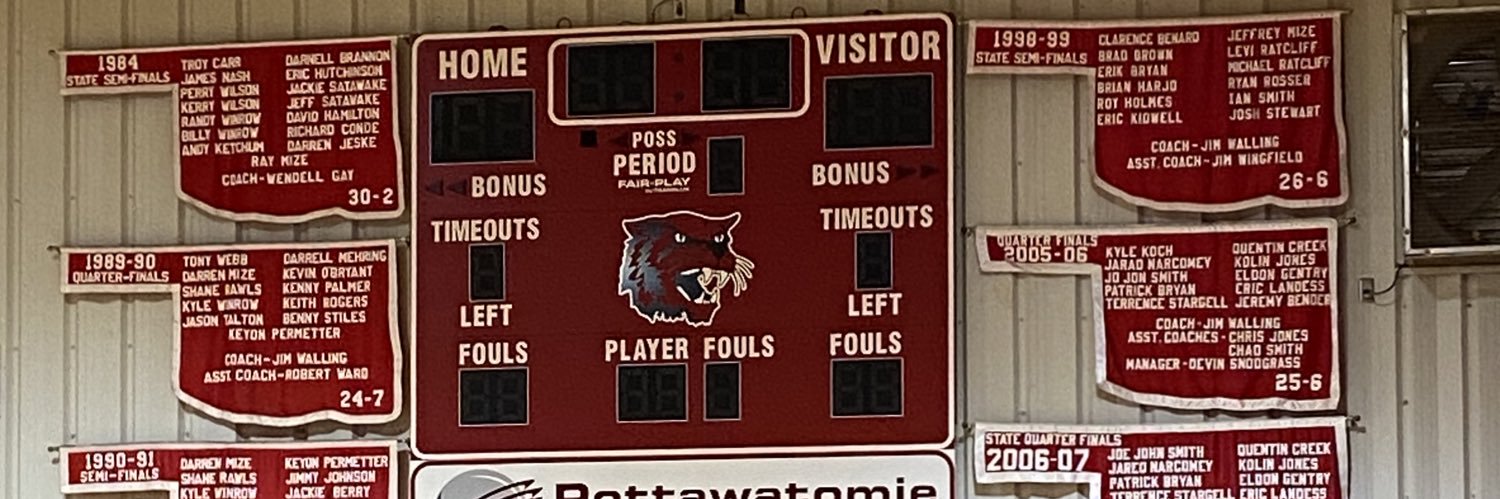 1984
STATE SEMI-FINALS
TROY CARR
JAMES NASH
PERRY WILSON
KERRY WILSON
RANDY WINROW
BILLY WINROW
ANDY KETCHUM
DARNELL BRANNON
ERIC HUTCHINSON
JACKIE SATAWAKE
JEFF SATAWAKE
DAVID HAMILTON
RICHARD CONDE
DARREN JESKE
RAY MIZE
COACH-WENDELL GAY
30-2
1989-90
QUARTER-FINALS
TONY WEBB
DARREN MIZE
SHANE RAWLS
KYLE WINROW
JASON TALTON
DARRELL MEHRING
KEVIN O'BRYANT
KENNY PALMER
KEITH ROGERS
BENNY STILES
KEYON PERMETTER
COACH-JIM WALLING
ASST. COACH-ROBERT WARD
24-7
1990-91
SEMI-FINALS
DARREN MIZE
SHANE RAWLS
KYLE WINROW
KEYON PERMETTER
JIMMY JOHNSON
JACKIE BERRY
HOME
VISITOR
POSS
PERIOD
FAIR-PLAY
BONUS
BONUS
TIMEOUTS
TIMEOUTS
LEFT
LEFT
FOULS
PLAYER FOULS
FOULS
Pottawatomie
1998-99
STATE SEMI-FINALS
CLARENCE BENARD
BRAD BROWN
ERIK BRYAN
BRIAN HARJO
ROY HOLMES
ERIC KIDWELL
JEFFREY MIZE
LEVI RATCLIFF
MICHAEL RATCLIFF
RYAN ROSSER
IAN SMITH
JOSH STEWART
COACH-JIM WALLING
ASST. COACH-JIM WINGFIELD
26-6
QUARTER FINALS
2005-06
KYLE KOCH
JARAD NARCOMEY
JO JON SMITH
PATRICK BRYAN
TERRENCE STARGELL
QUENTIN CREEK
KOLIN JONES
ELDON GENTRY
ERIC LANDESS
JEREMY BENDER
COACH-JIM WALLING
ASST. COACHES-CHRIS JONES
CHAD SMITH
MANAGER-DEVIN SNODGRASS
25-6
STATE QUARTER FINALS
2006-07
JOE JOHN SMITH
JARED NARCOMEY
PATRICK BRYAN
TERRENCE STARGELL
QUENTIN CREEK
KOLIN JONES
ELDON GENTRY
ERIC LANDESS